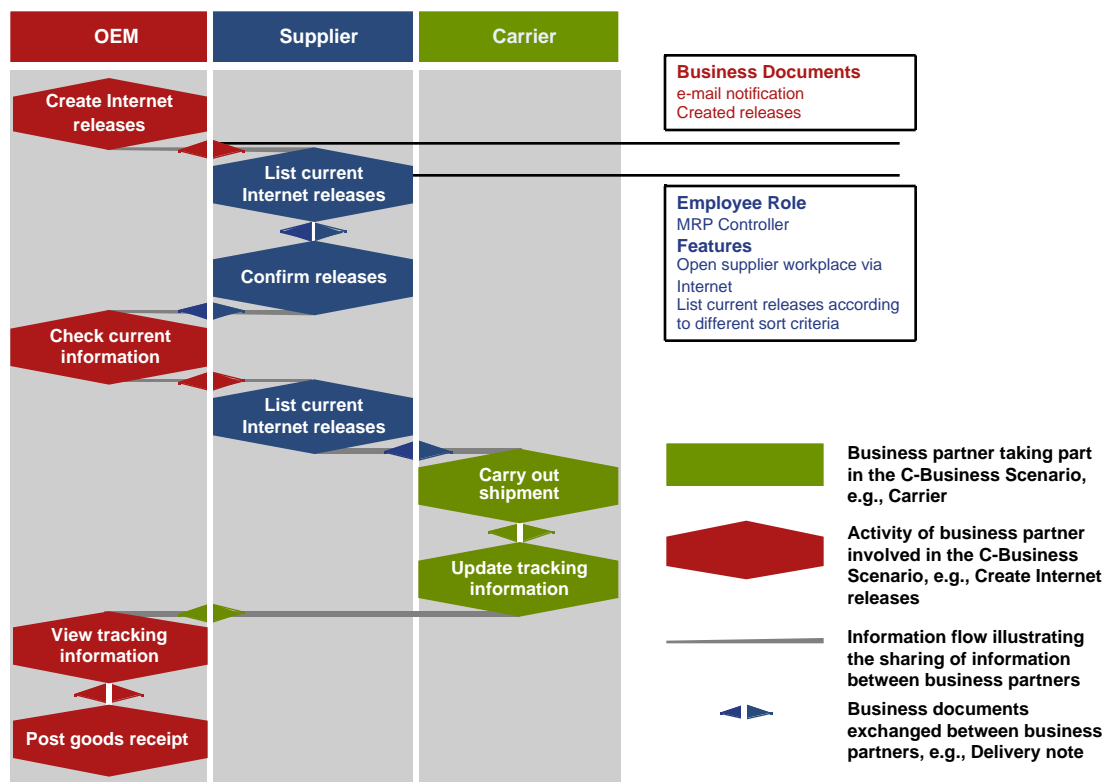 OEM
Supplier
Carrier
Create Internet
releases
List current
Internet releases
Confirm releases
Check current
information
List current
Internet releases
Carry out
shipment
Update tracking
information
View tracking
information
Post goods receipt
Business Documents
e-mail notification
Created releases
Employee Role
MRP Controller
Features
Open supplier workplace via
Internet
List current releases according
to different sort criteria
Business partner taking part
in the C-Business Scenario,
e.g., Carrier
Activity of business partner
involved in the C-Business
Scenario, e.g., Create Internet
releases
Information flow illustrating
the sharing of information
between business partners
Business documents
exchanged between business
partners, e.g., Delivery note